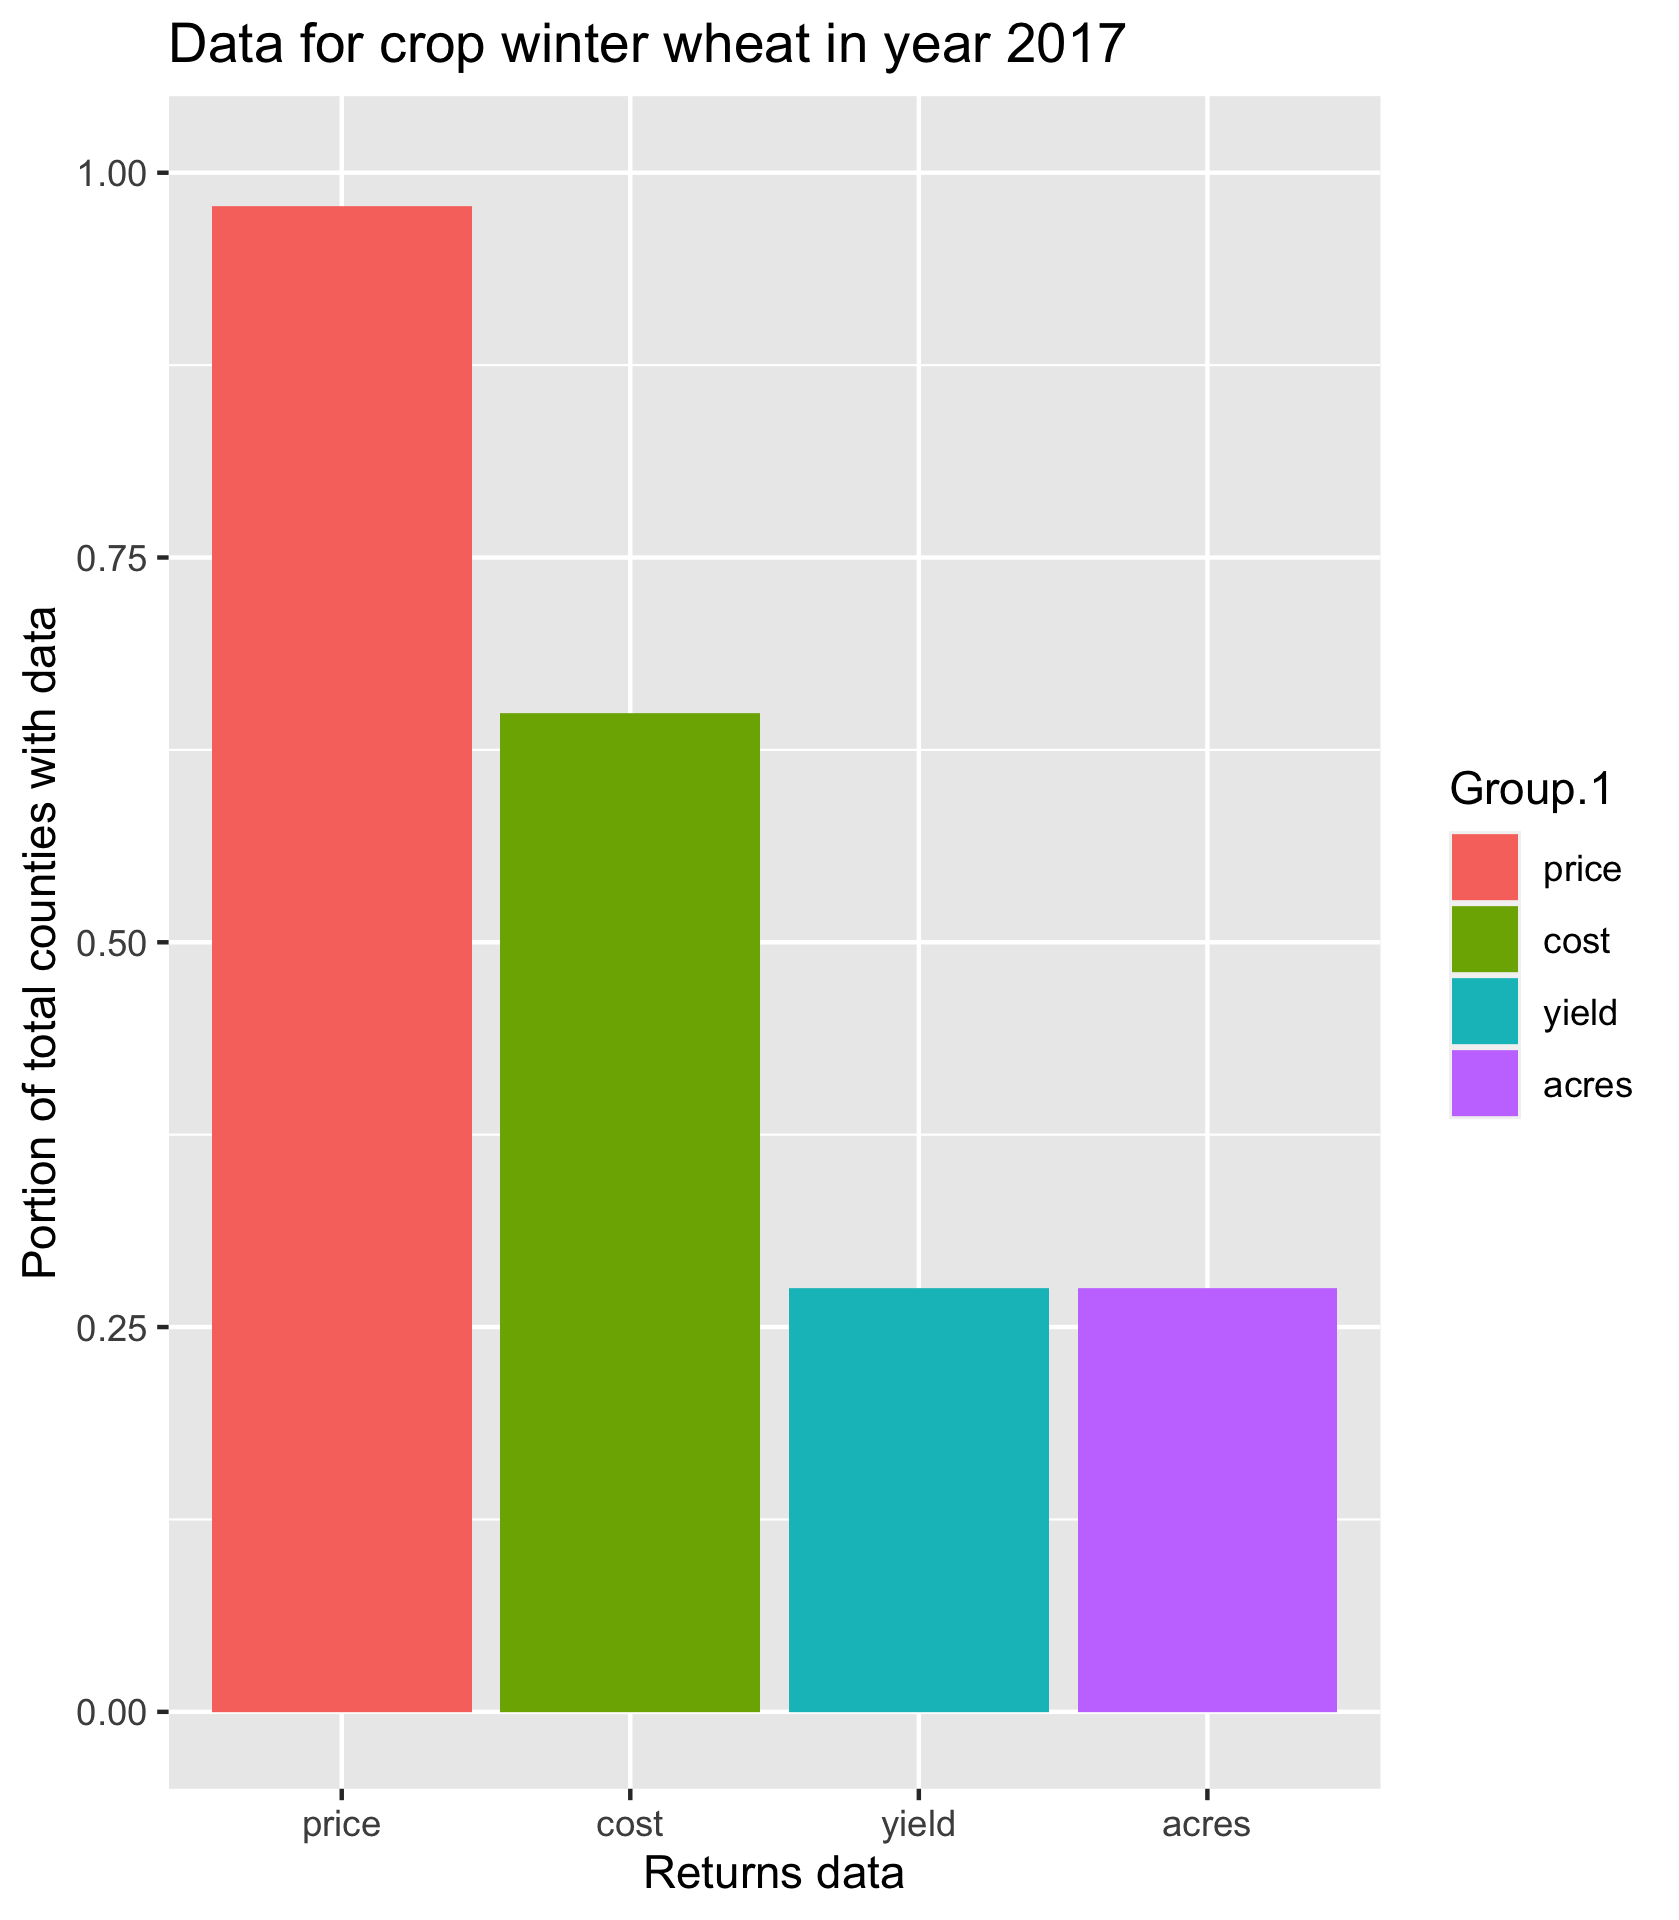 Data for crop winter wheat in year 2017
Portion of total counties with data
1.00
0.75
0.50
0.25
0.00
price
cost
yield
acres
Returns data
Group.1
price
cost
yield
acres